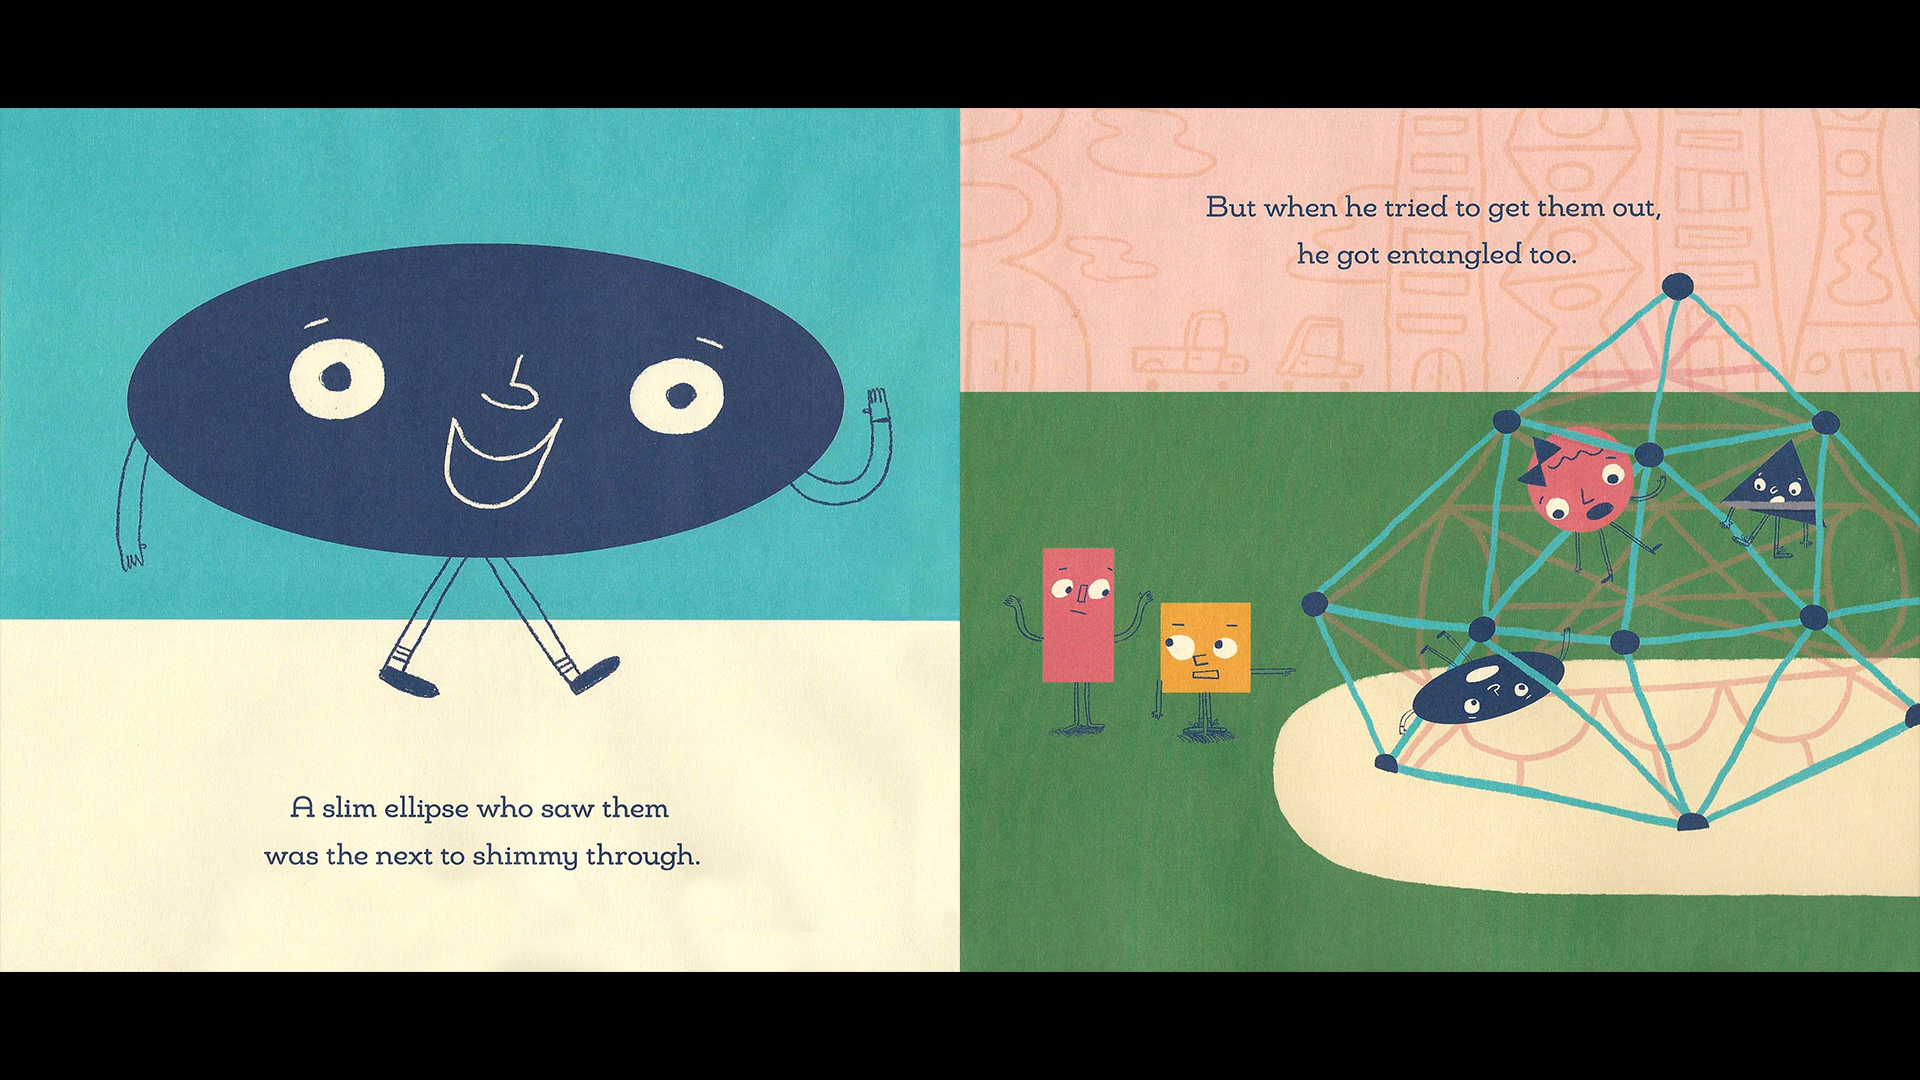 A slim ellipse who saw them
was the next to shimmy through.
But when he tried to get them out,
he got entangled too.